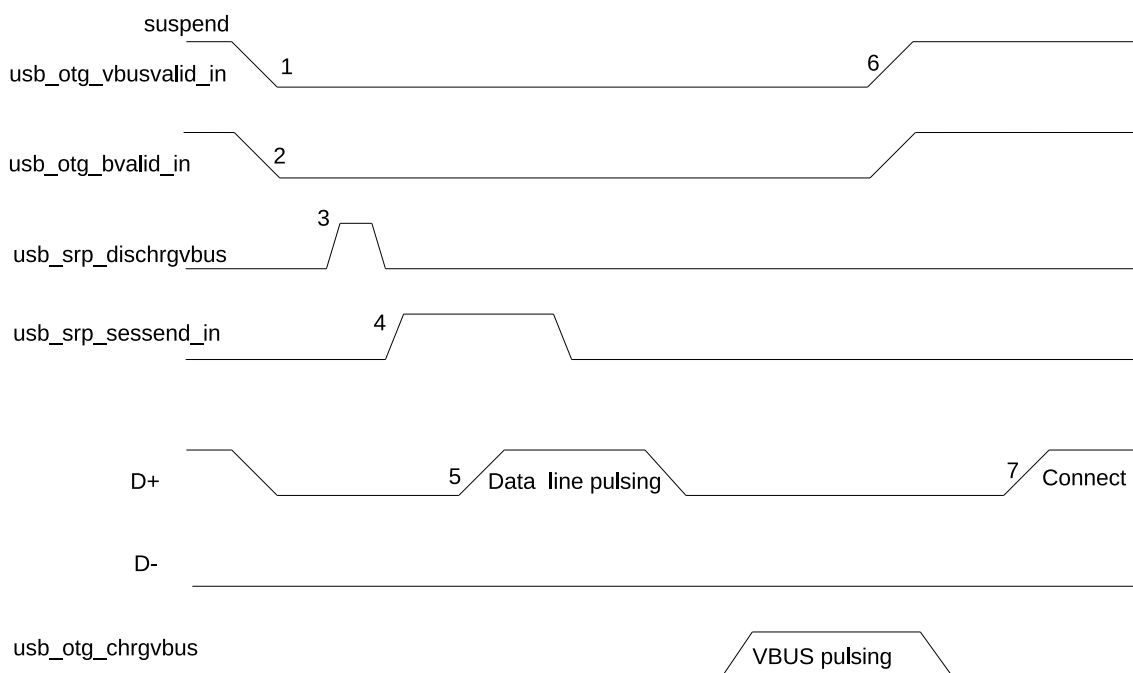 suspend
usb_otg_vbusvalid_in
1
6
usb_otg_bvalid_in
2
3
usb_srp_dischrgvbus
4
usb_srp_sessend_in
D+
5
Data line pulsing
7
Connect
D-
usb_otg_chrgvbus
VBUS pulsing